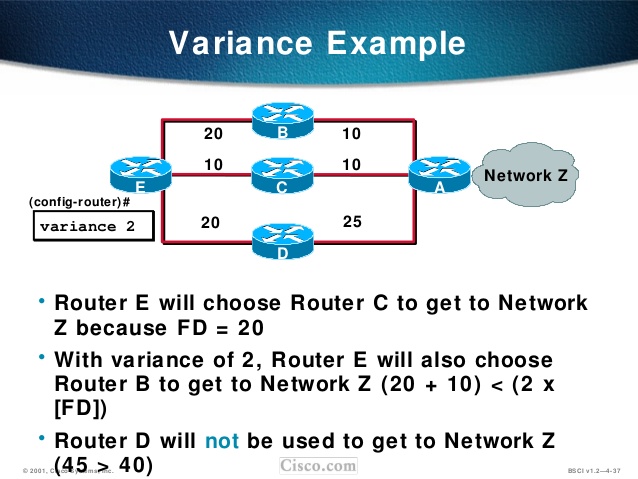 Variance Example
20
B
10
10
C
10
E
A
Network Z
(config-router)#
variance 2
20
25
D
• Router E will choose Router C to get to Network
Z because FD = 20
• With variance of 2, Router E will also choose
Router B to get to Network Z (20 + 10) < (2 x
[FD])
• Router D will not be used to get to Network Z
(45 > 40)
© 2001, Cisco Systems, Inc.
Cisco.com
BSCI v1.2—4-37